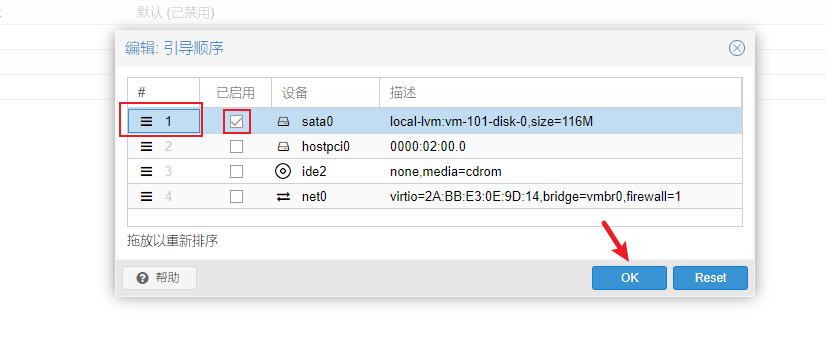 默认 (已禁用)
编辑: 引导顺序
# 已启用 设备 描述
1 sata0 local-lvm:vm-101-disk-0,size=116M
2 hostpci0 0000:02:00.0
3 ide2 none,media=cdrom
4 net0 virtio=2A:BB:E3:0E:9D:14,bridge=vmbr0,firewall=1
拖放以重新排序
帮助 OK Reset